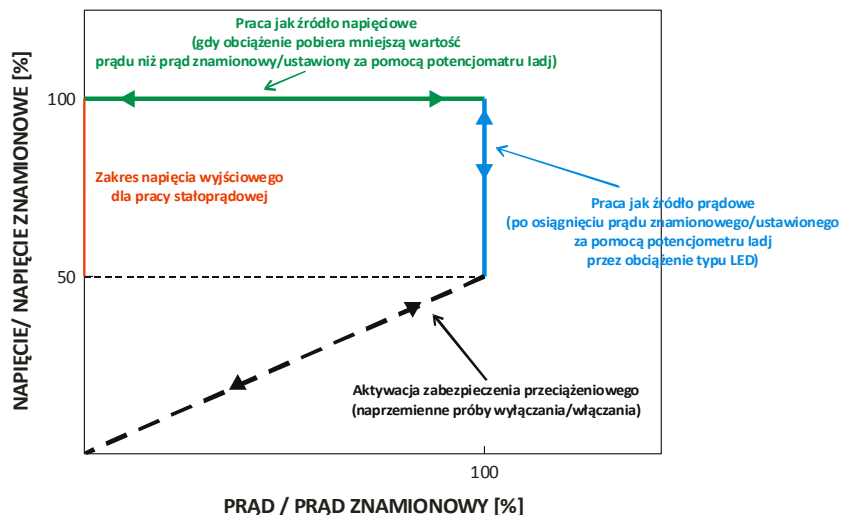 Praca jak źródło napięciowe
(gdy obciążenie pobiera mniejszą wartość
prądu niż prąd znamionowy/ustawiony za pomocą potencjomatru Iadj)
NAPIĘCIE/ NAPIĘCIE ZNAMIONOWE [%]
100
Zakres napięcia wyjściowego
dla pracy stałoprądowej
Praca jak źródło prądowe
(po osiągnięciu prądu znamionowego/ustawionego
za pomocą potencjometru Iadj
przez obciążenie typu LED)
50
Aktywacja zabezpieczenia przeciążeniowego
(naprzemienne próby wyłączania/włączania)
100
PRĄD / PRĄD ZNAMIONOWY [%]